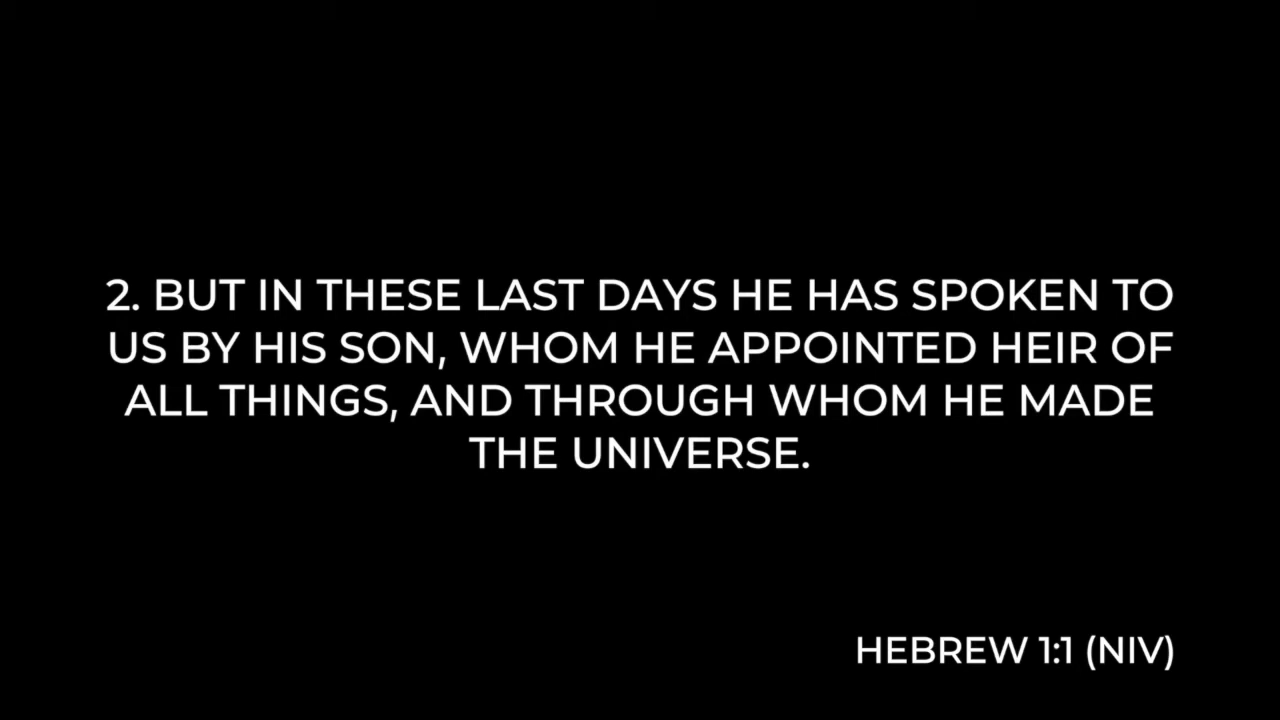 2. BUT IN THESE LAST DAYS HE HAS SPOKEN TO
US BY HIS SON, WHOM HE APPOINTED HEIR OF
ALL THINGS, AND THROUGH WHOM HE MADE
THE UNIVERSE.
HEBREW 1:1 (NIV)